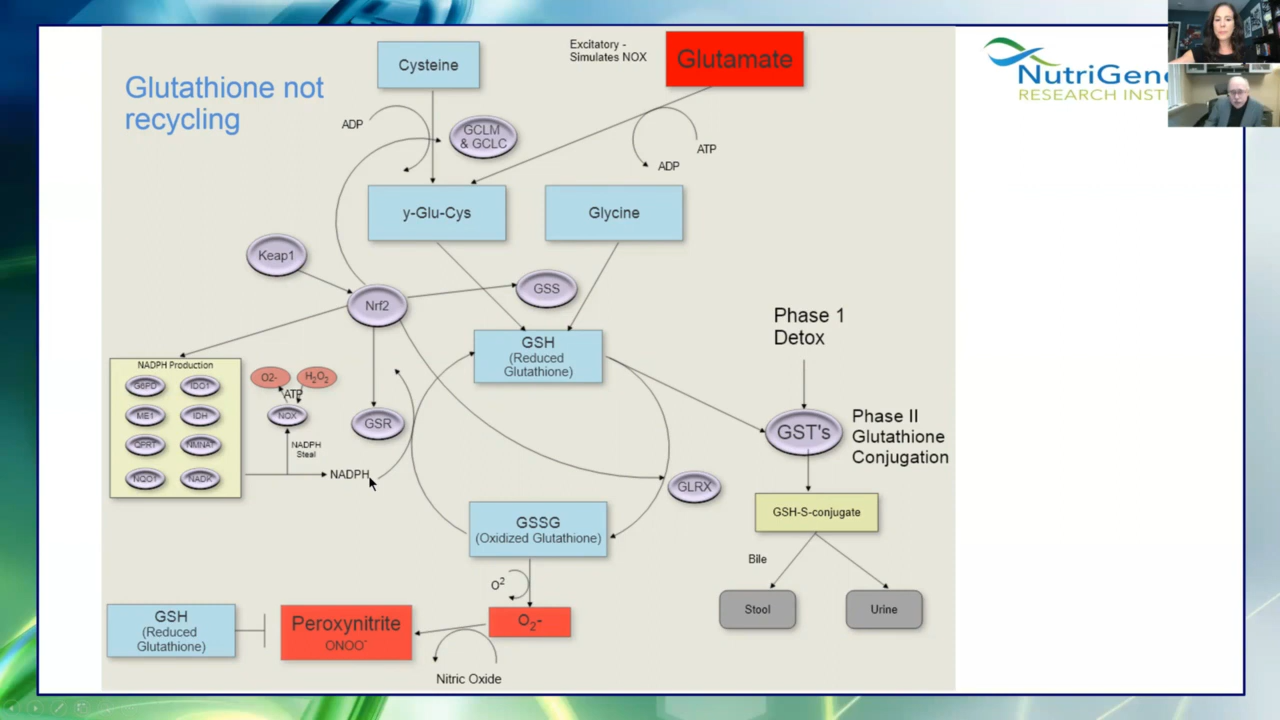 Glutathione not
recycling
Cysteine
Excitatory -
Simulates NOX
Glutamate
NutriGene
RESEARCH INSTI
ADP
GCLM
& GCLC
ATP
ADP
y-Glu-Cys
Glycine
Keap1
Nrf2
GSS
GSH
(Reduced
Glutathione)
Phase 1
Detox
NADPH Production
G6PD
IDO1
ME1
IDH
QPRT
NMNAT
NQO1
NADK
O2-
H₂O₂
ATP
NOX
NADPH
Steal
NADPH
GSR
GST's
Phase II
Glutathione
Conjugation
GLRX
GSSG
(Oxidized Glutathione)
GSH-S-conjugate
Bile
Stool
Urine
O²
O₂-
GSH
(Reduced
Glutathione)
Peroxynitrite
ONOO⁻
Nitric Oxide